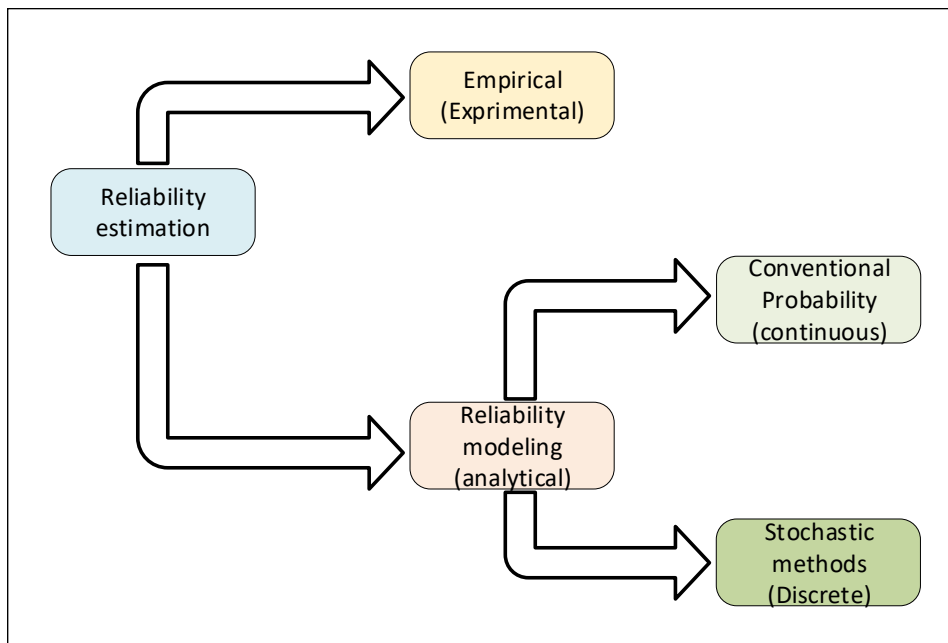 Empirical
(Exprimental)
Reliability
estimation
Conventional
Probability
(continuous)
Reliability
modeling
(analytical)
Stochastic
methods
(Discrete)